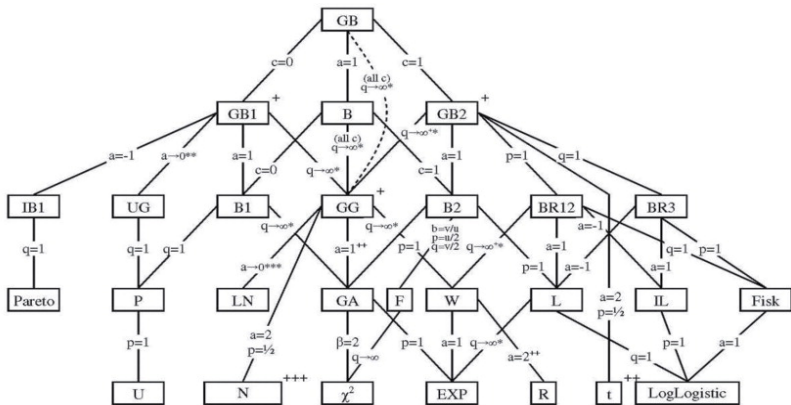 GB
c=0
a=1
c=1
(all c)
q→∞*
GB1
+
B
GB2
+
(all c)
q→∞*
q→∞'*
a=-1
a→0**
a=1
c=0
q→∞*
c=1
a=1
p=1
q=1
IB1
UG
B1
GG
+
B2
BR12
BR3
b=v/u
p=u/2
q=v/2
q=1
q=1
q=1
q→∞*
a=1++
q→∞*
p=1
q→∞'*
p=1
a=1
a=-1
a=-1
a=1
q=1
p=1
a→0***
Pareto
P
LN
GA
F
W
L
IL
Fisk
p=1
a=2
p=½
β=2
q→∞
p=1
a=1
q→∞*
a=2++
a=2
p=½
q=1
p=1
a=1
U
N
+++
χ²
EXP
R
t
++
LogLogistic